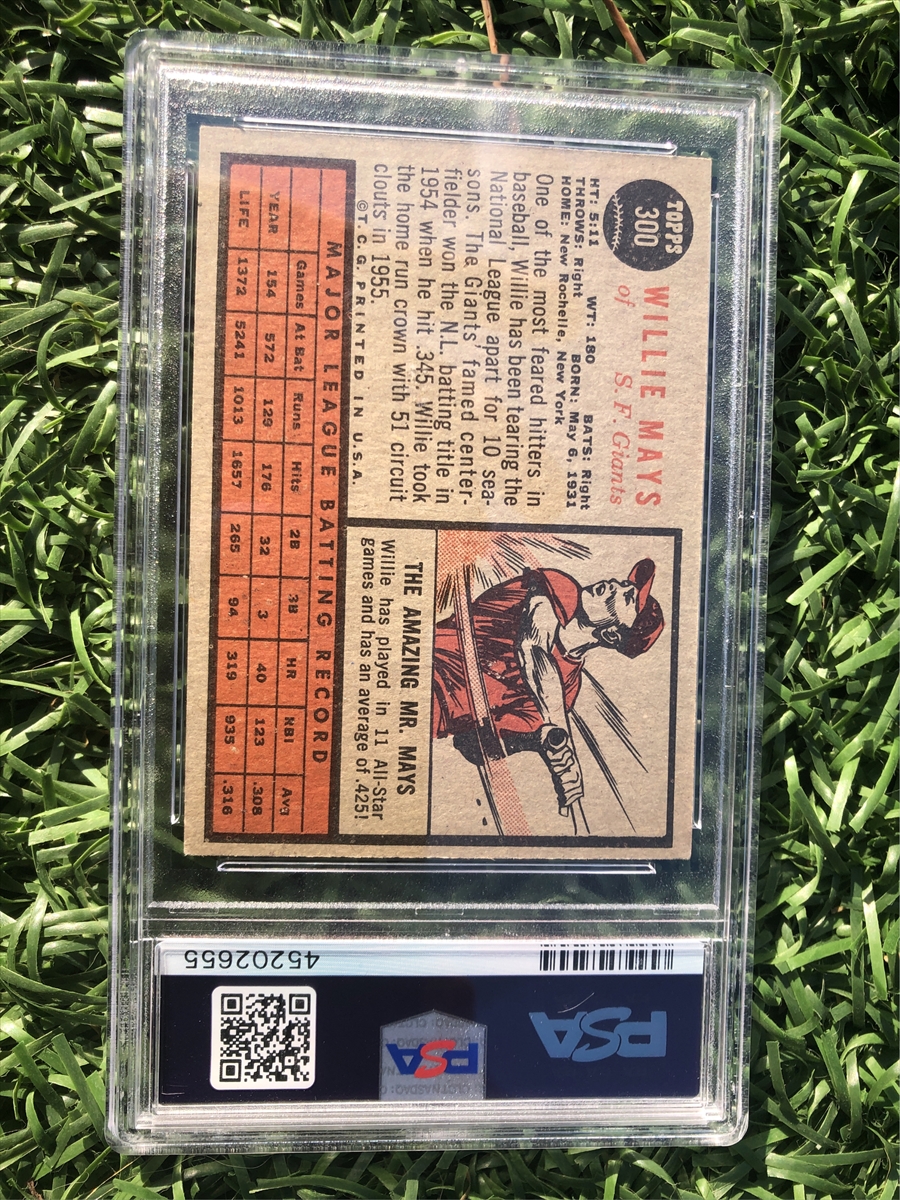 TOPPS
300
WILLIE MAYS
of S. F. Giants
HT: 5:11 WT: 180 BATS: Right
THROWS: Right BORN: May 6, 1931
HOME: New Rochelle, New York
One of the most feared hitters in
baseball, Willie has been tearing the
National League apart for 10 sea-
sons. The Giants' famed center-
fielder won the N.L. batting title in
1954 when he hit .345. Willie took
the home run crown with 51 circuit
clouts in 1955.
©T. C. G. PRINTED IN U.S.A.
THE AMAZING MR. MAYS
Willie has played in 11 All-Star
games and has an average of .425!
MAJOR LEAGUE BATTING RECORD
Games At Bat Runs Hits 2B 3B HR RBI Avg
YEAR 154 572 129 176 32 3 40 123 .308
LIFE 1372 5241 1013 1657 265 94 319 935 .316
45202655
PSA
PSA